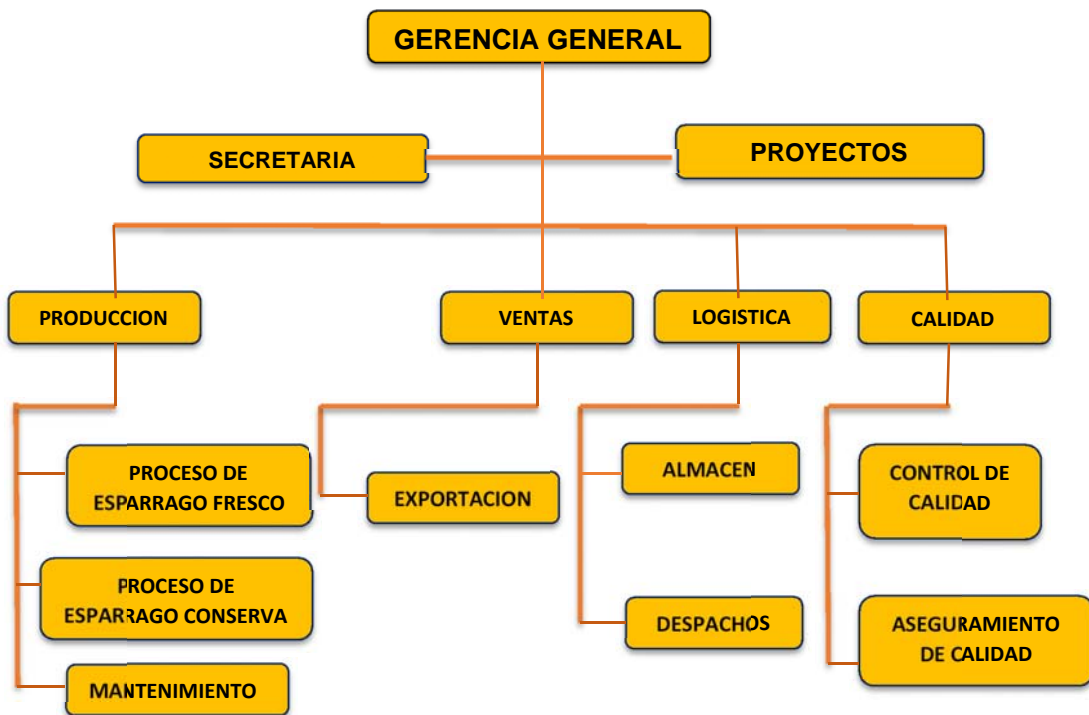 GERENCIA GENERAL
SECRETARIA
PROYECTOS
PRODUCCION
VENTAS
LOGISTICA
CALIDAD
PROCESO DE
ESPARRAGO FRESCO
PROCESO DE
ESPARRAGO CONSERVA
MANTENIMIENTO
EXPORTACION
ALMACEN
DESPACHOS
CONTROL DE
CALIDAD
ASEGURAMIENTO
DE CALIDAD